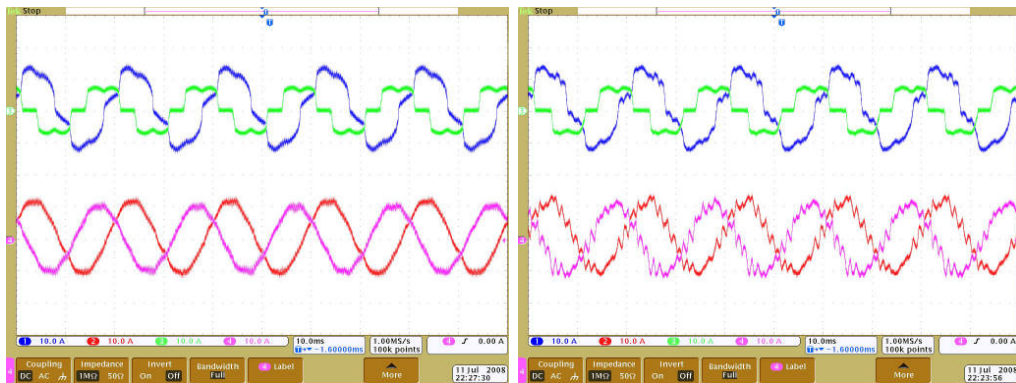 Tek Stop
1 10.0 A 2 10.0 A 3 10.0 A 4 10.0 A
10.0ms
T→▾ −1.60000ms
1.00MS/s
100k points
4 ∫ 0.00 A
Coupling
DC AC
Impedance
1MΩ 50Ω
Invert
On Off
Bandwidth
Full
4 Label
More
11 Jul 2008
22:27:30
Stop
1 10.0 A 2 10.0 A 3 10.0 A 4 10.0 A
10.0ms
T→▾ −1.60000ms
1.00MS/s
100k points
4 ∫ 0.00 A
Coupling
DC AC
Impedance
1MΩ 50Ω
Invert
On Off
Bandwidth
Full
4 Label
More
11 Jul 2008
22:23:56